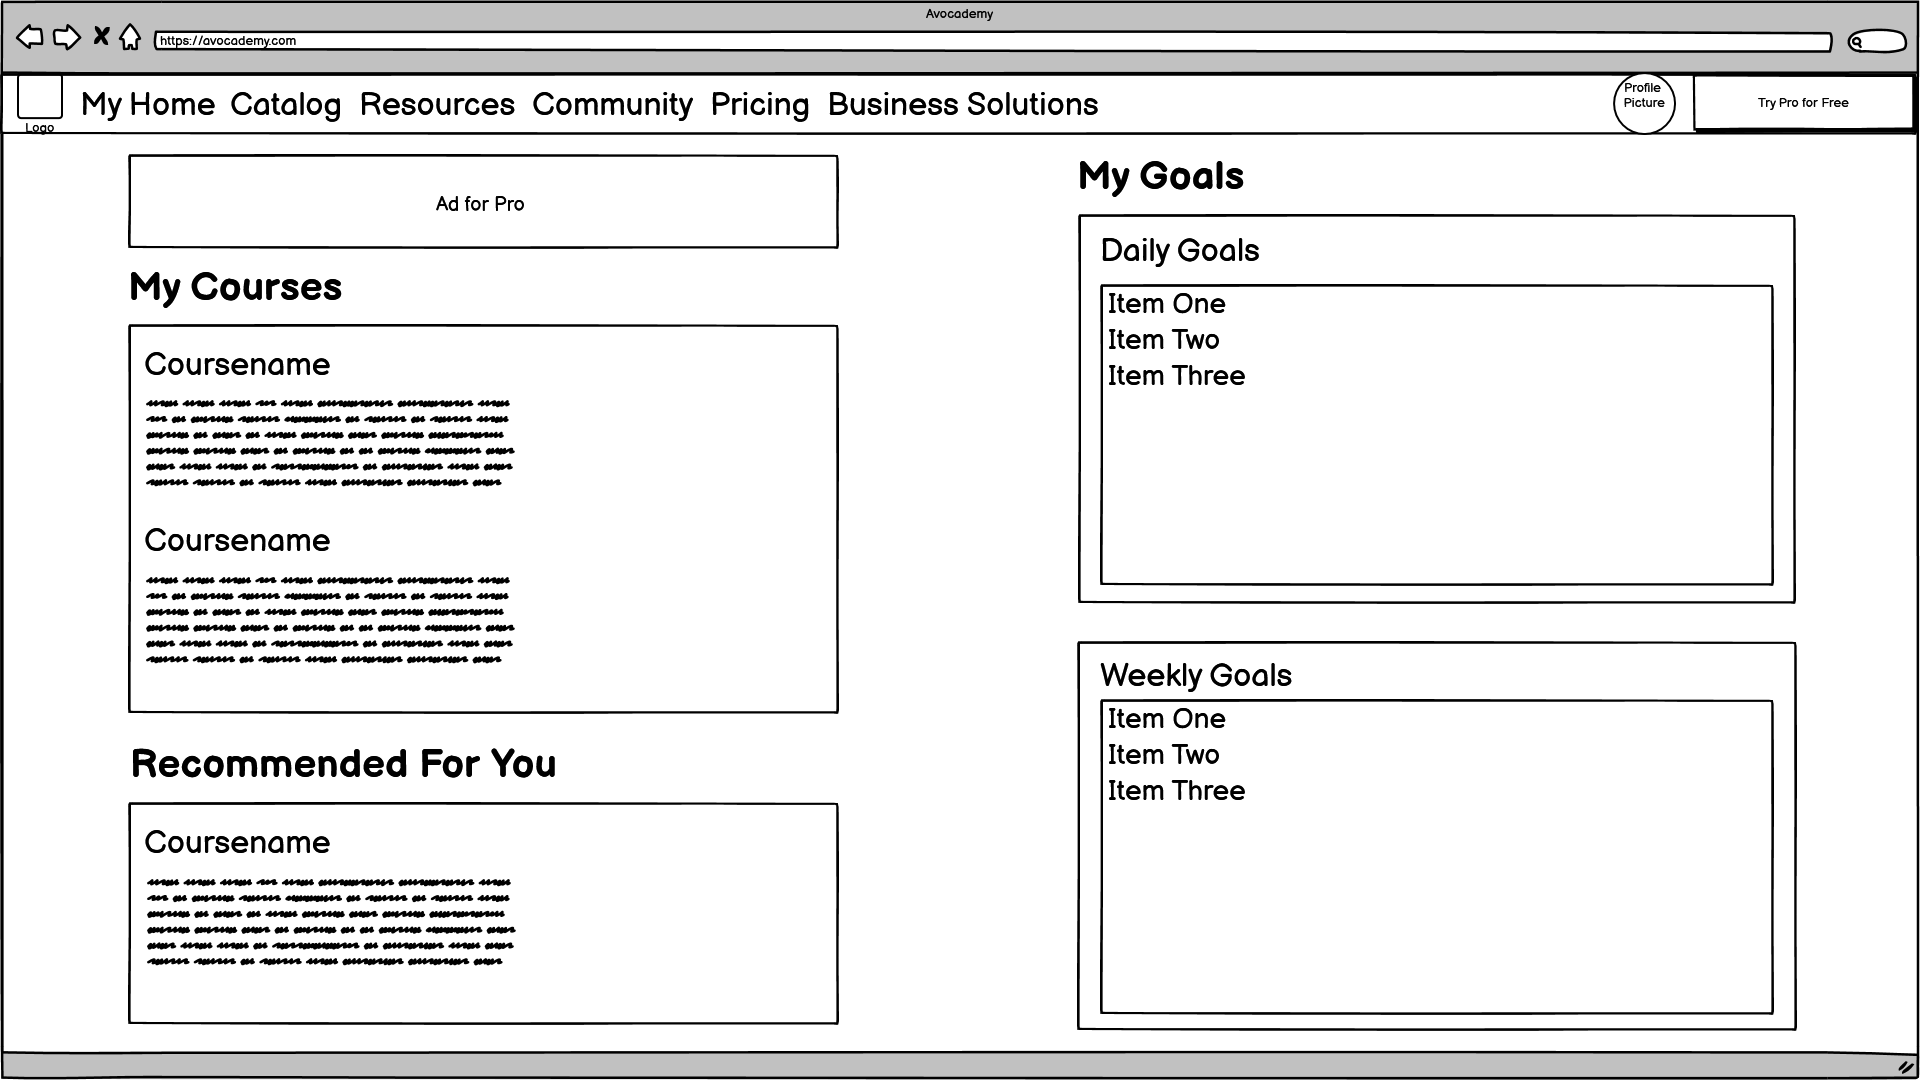 Avocademy
https://avocademy.com
Logo
My Home Catalog Resources Community Pricing Business Solutions
Profile
Picture
Try Pro for Free
Ad for Pro
My Courses
Coursename
Coursename
Recommended For You
Coursename
My Goals
Daily Goals
Item One
Item Two
Item Three
Weekly Goals
Item One
Item Two
Item Three